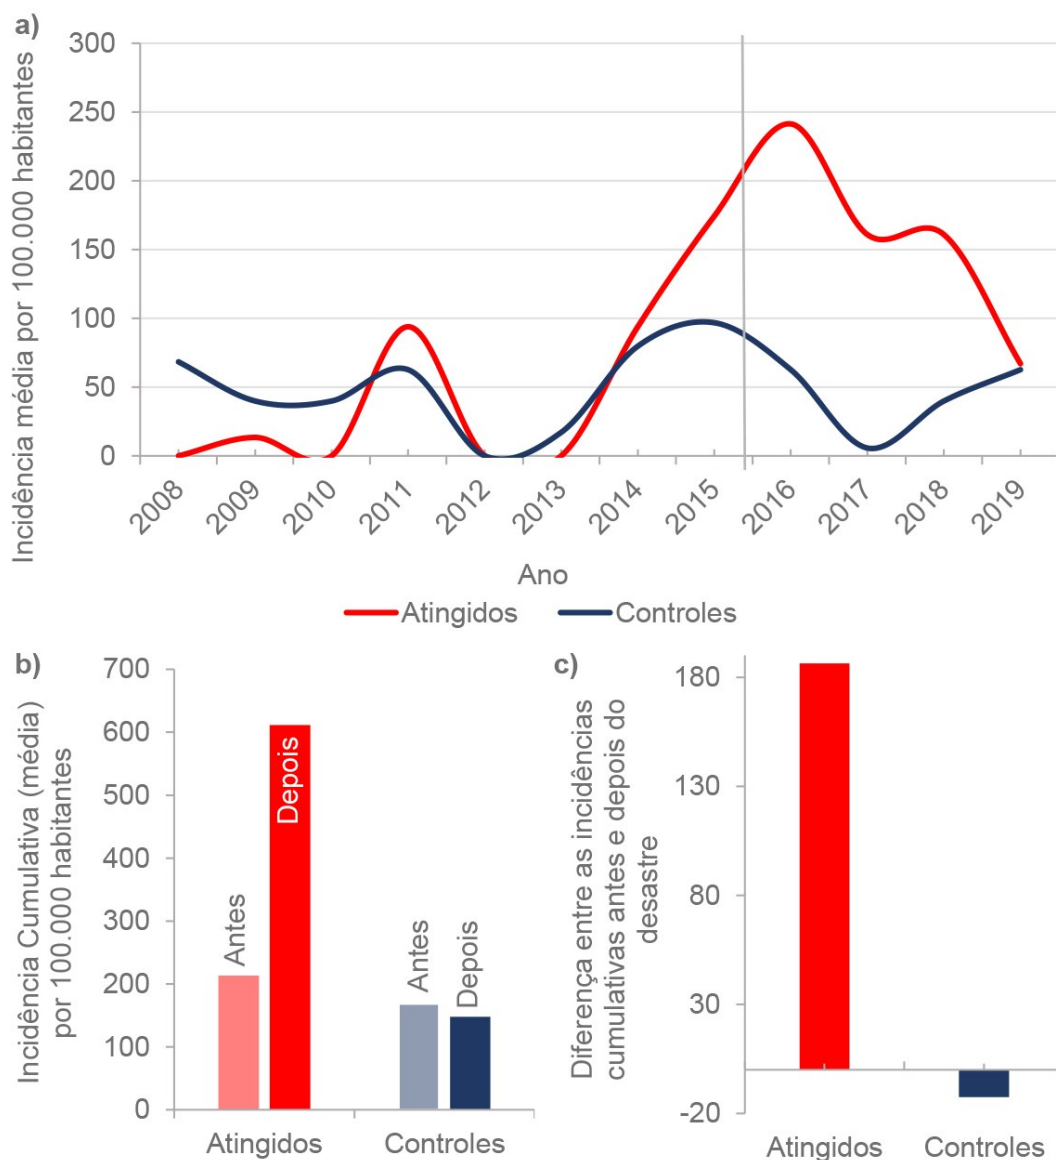 a)
Incidência média por 100.000 habitantes
300
250
200
150
100
50
0
2008
2009
2010
2011
2012
2013
2014
2015
2016
2017
2018
2019
Ano
Atingidos
Controles
b)
Incidência Cumulativa (média)
por 100.000 habitantes
700
600
500
400
300
200
100
0
Antes
Depois
Antes
Depois
Atingidos
Controles
c)
Diferença entre as incidências
cumulativas antes e depois do
desastre
180
130
80
30
-20
Atingidos
Controles